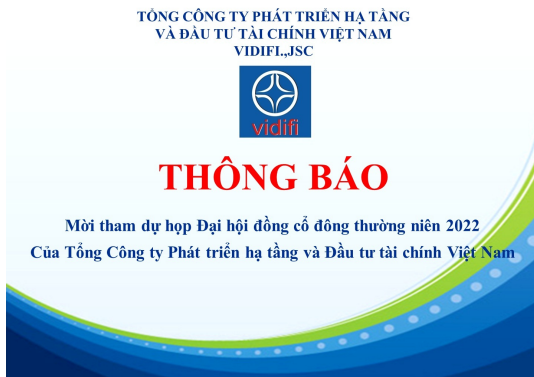 TỔNG CÔNG TY PHÁT TRIỂN HẠ TẦNG
VÀ ĐẦU TƯ TÀI CHÍNH VIỆT NAM
VIDIFI.,JSC
vidifi
THÔNG BÁO
Mời tham dự họp Đại hội đồng cổ đông thường niên 2022
Của Tổng Công ty Phát triển hạ tầng và Đầu tư tài chính Việt Nam